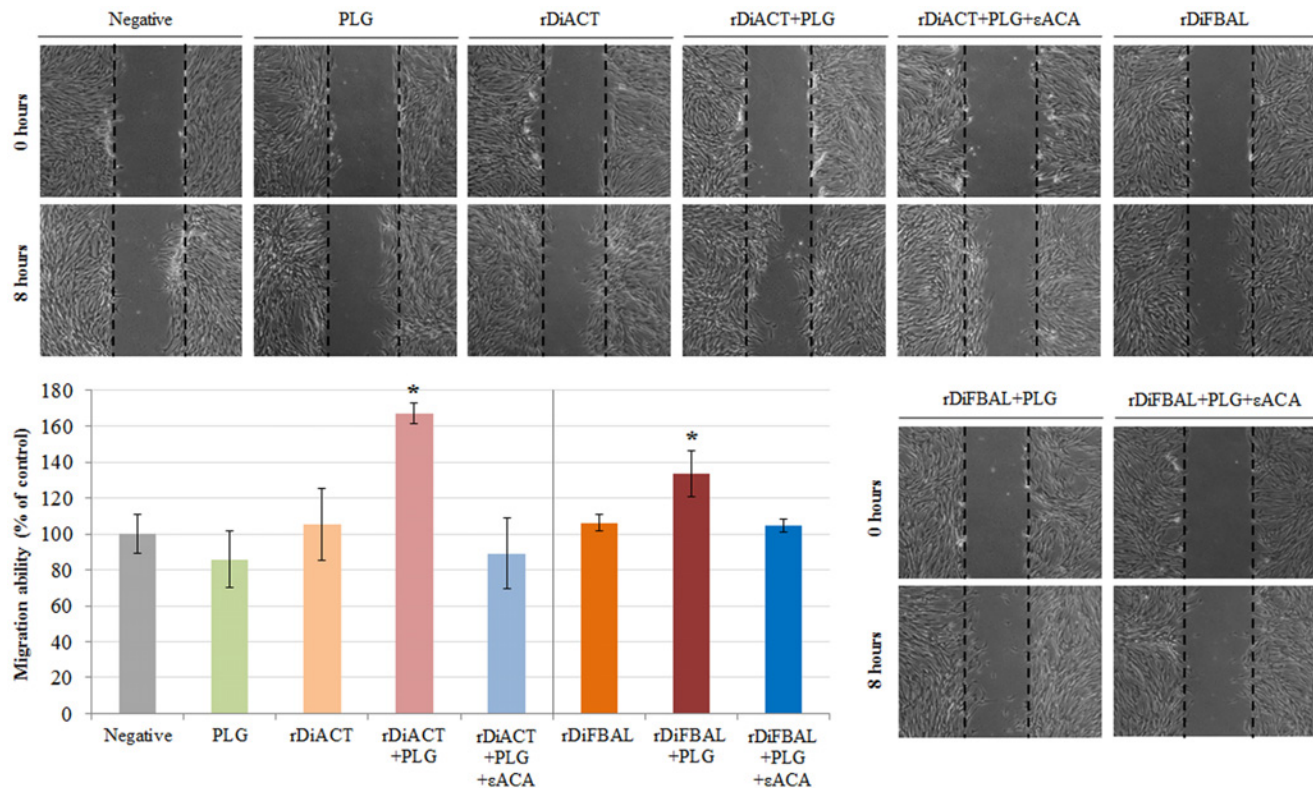 Negative PLG rDiACT rDiACT+PLG rDiACT+PLG+εACA rDiFBAL
0 hours
8 hours
180
160
140
120
100
80
60
40
20
0
Migration ability (% of control)
*
*
Negative PLG rDiACT rDiACT rDiACT rDiFBAL rDiFBAL rDiFBAL
+PLG +PLG +PLG +PLG
+εACA +εACA
rDiFBAL+PLG rDiFBAL+PLG+εACA
0 hours
8 hours